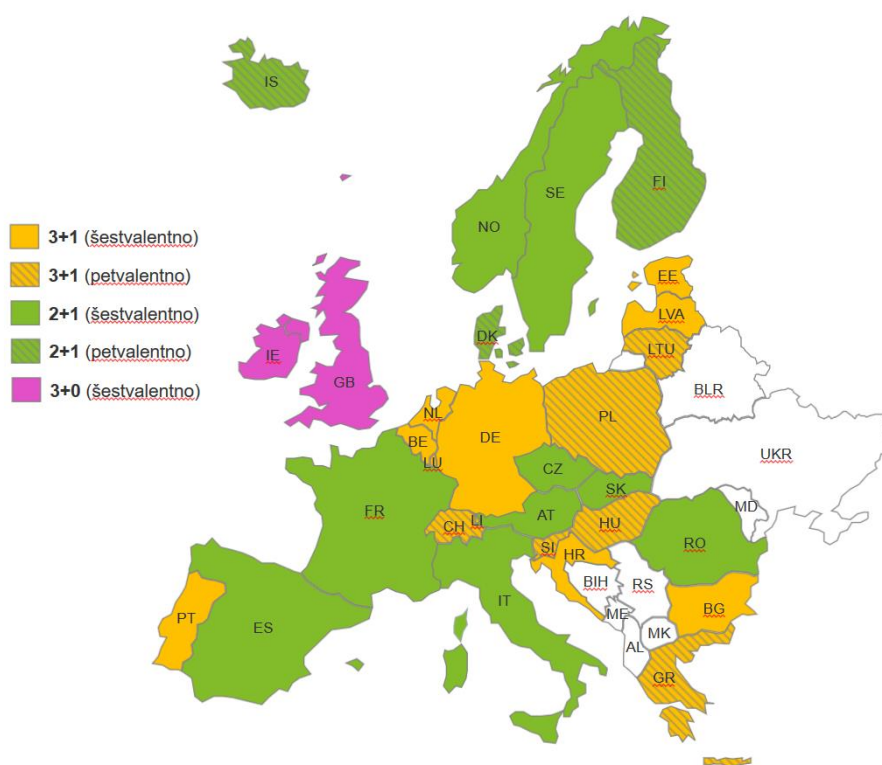 3+1 (šestvalentno)
3+1 (petvalentno)
2+1 (šestvalentno)
2+1 (petvalentno)
3+0 (šestvalentno)
IS
FI
SE
NO
EE
LVA
DK
LTU
IE
GB
BLR
NL
PL
DE
BE
UKR
LU
CZ
SK
MD
FR
CH
LI
AT
HU
RO
SI
HR
BIH
RS
IT
PT
ES
ME
BG
MK
AL
GR